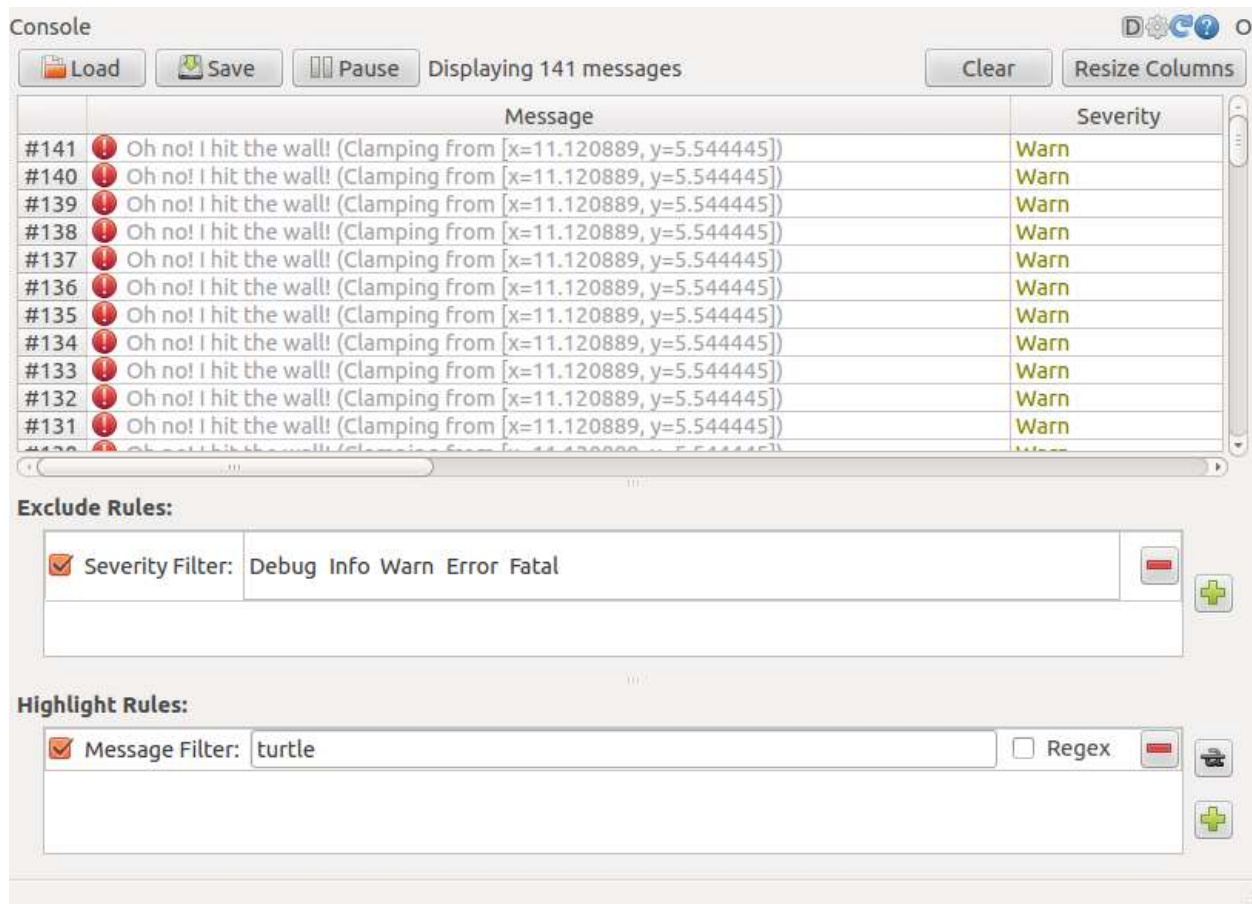 Console D ? O
Load Save Pause Displaying 141 messages Clear Resize Columns
Message Severity
#141 Oh no! I hit the wall! (Clamping from [x=11.120889, y=5.544445]) Warn
#140 Oh no! I hit the wall! (Clamping from [x=11.120889, y=5.544445]) Warn
#139 Oh no! I hit the wall! (Clamping from [x=11.120889, y=5.544445]) Warn
#138 Oh no! I hit the wall! (Clamping from [x=11.120889, y=5.544445]) Warn
#137 Oh no! I hit the wall! (Clamping from [x=11.120889, y=5.544445]) Warn
#136 Oh no! I hit the wall! (Clamping from [x=11.120889, y=5.544445]) Warn
#135 Oh no! I hit the wall! (Clamping from [x=11.120889, y=5.544445]) Warn
#134 Oh no! I hit the wall! (Clamping from [x=11.120889, y=5.544445]) Warn
#133 Oh no! I hit the wall! (Clamping from [x=11.120889, y=5.544445]) Warn
#132 Oh no! I hit the wall! (Clamping from [x=11.120889, y=5.544445]) Warn
#131 Oh no! I hit the wall! (Clamping from [x=11.120889, y=5.544445]) Warn
Exclude Rules:
Severity Filter: Debug Info Warn Error Fatal
Highlight Rules:
Message Filter: turtle Regex